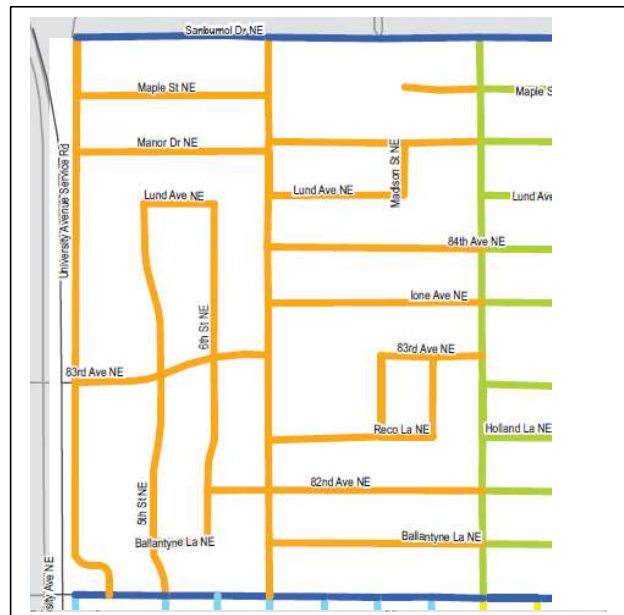 Sanburnol Dr NE
Maple St NE
Maple S
Manor Dr NE
Madison St NE
University Avenue Service Rd
Lund Ave NE
Lund Ave NE
Lund Ave
84th Ave NE
Ione Ave NE
6th St NE
83rd Ave NE
83rd Ave NE
Reco La NE
Holland La NE
82nd Ave NE
5th St NE
Ballantyne La NE
Ballantyne La NE
sity Ave NE